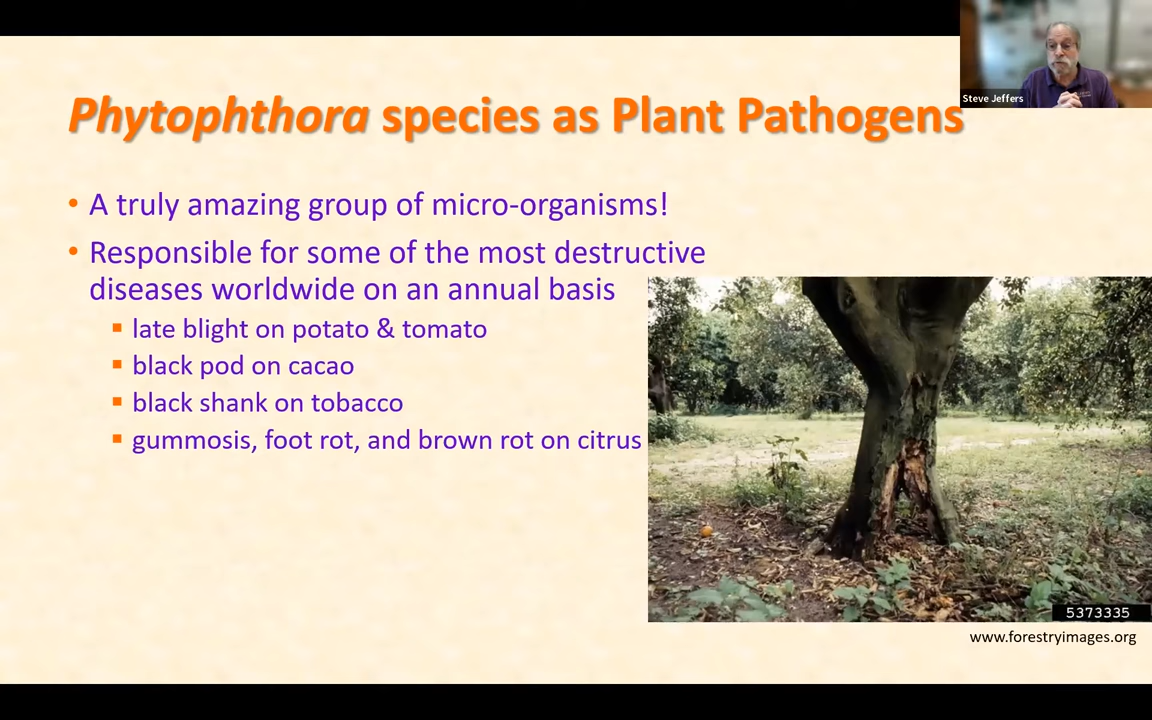 Steve Jeffers
Phytophthora species as Plant Pathogens
• A truly amazing group of micro-organisms!
• Responsible for some of the most destructive
diseases worldwide on an annual basis
▪ late blight on potato & tomato
▪ black pod on cacao
▪ black shank on tobacco
▪ gummosis, foot rot, and brown rot on citrus
5373335
www.forestryimages.org